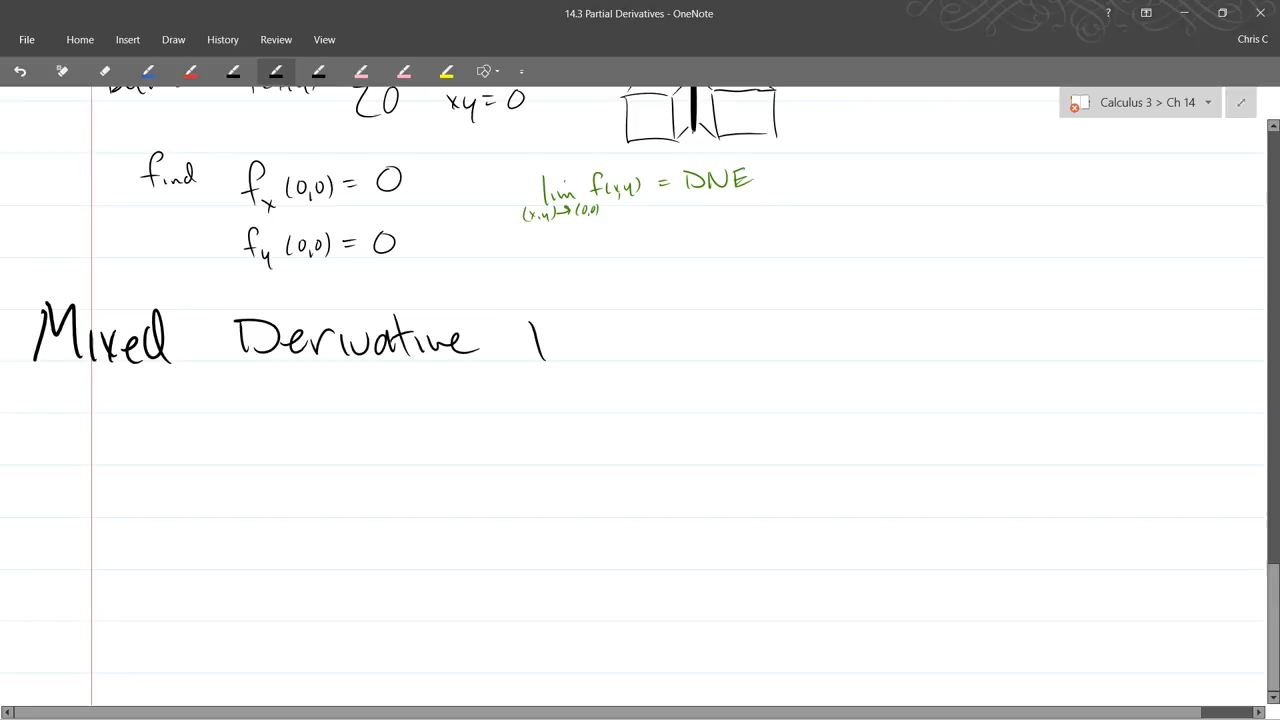 14.3 Partial Derivatives - OneNote
File Home Insert Draw History Review View Chris C
Calculus 3 > Ch 14
20 xy = 0
find fx (0,0) = 0
lim f(x,y) = DNE
(x,y)→(0,0)
fy (0,0) = 0
Mixed Derivative